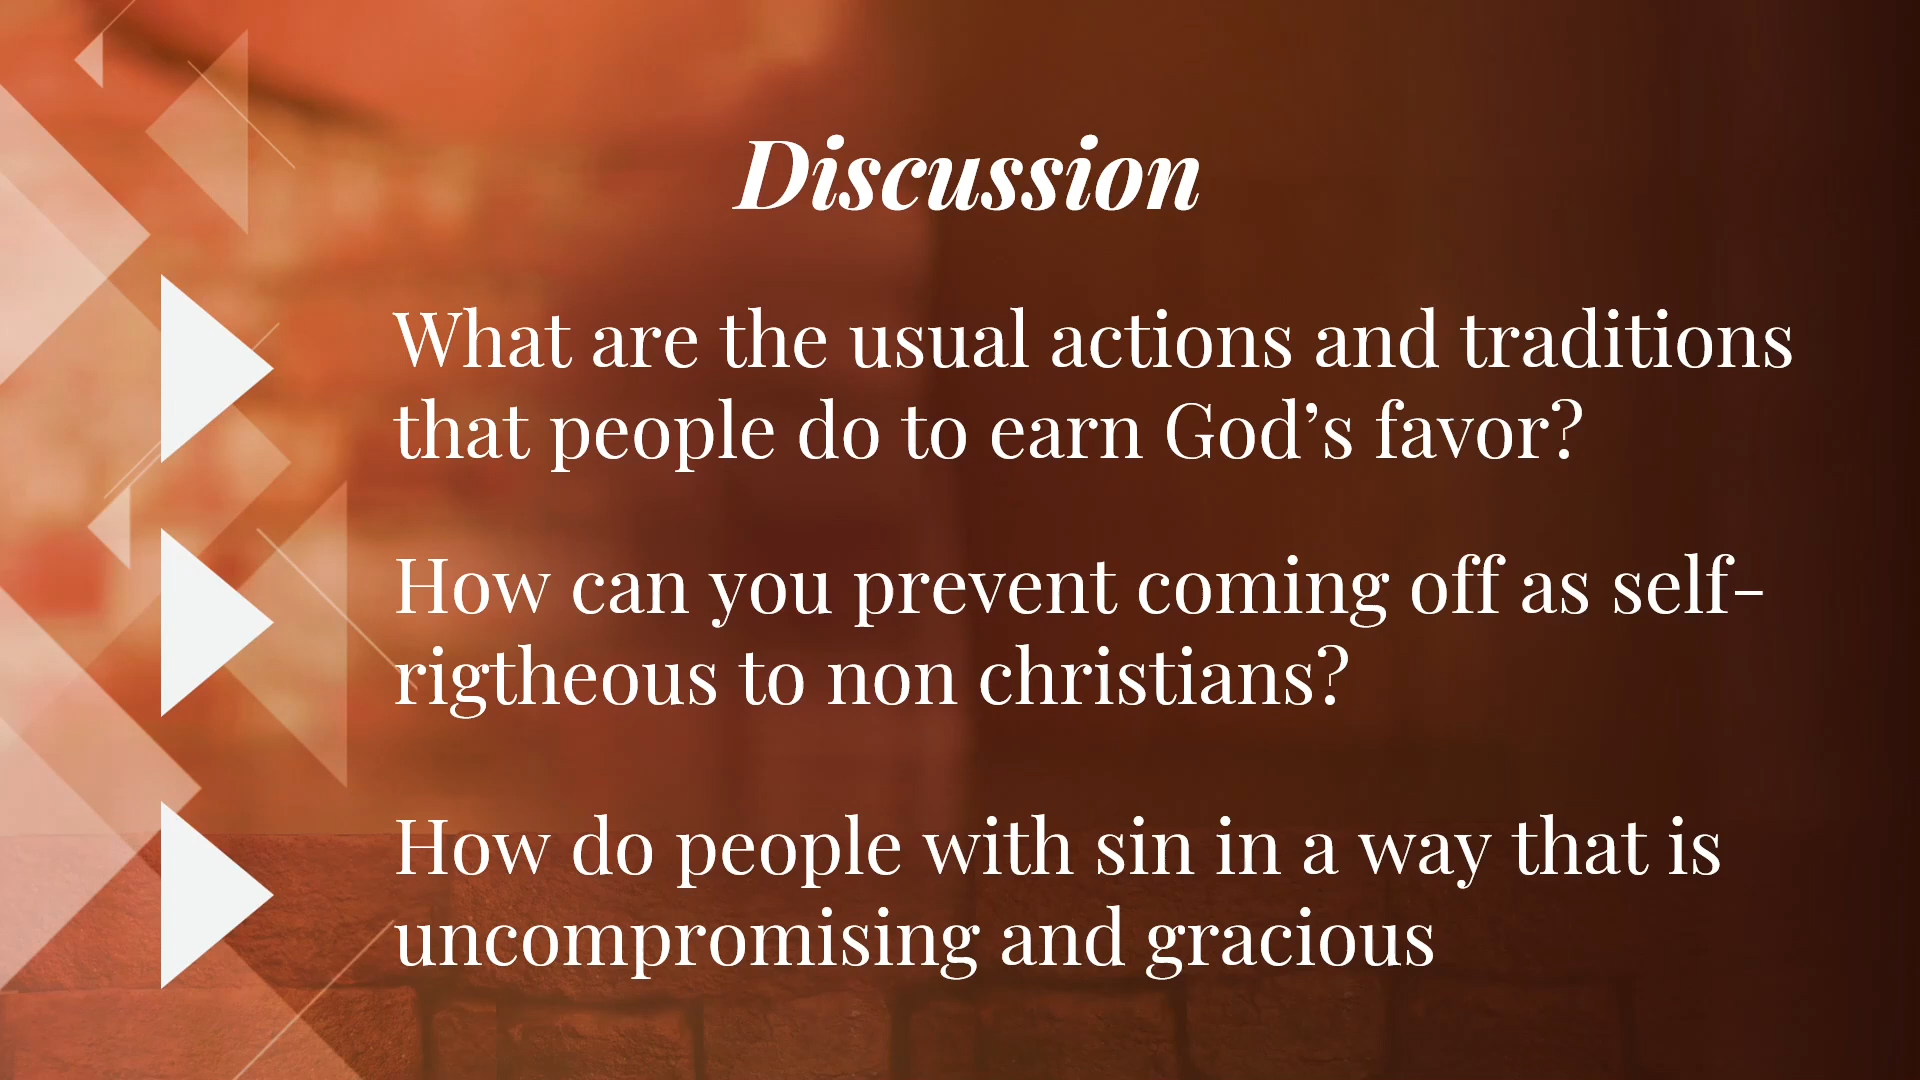 Discussion
What are the usual actions and traditions
that people do to earn God’s favor?
How can you prevent coming off as self-
rigtheous to non christians?
How do people with sin in a way that is
uncompromising and gracious